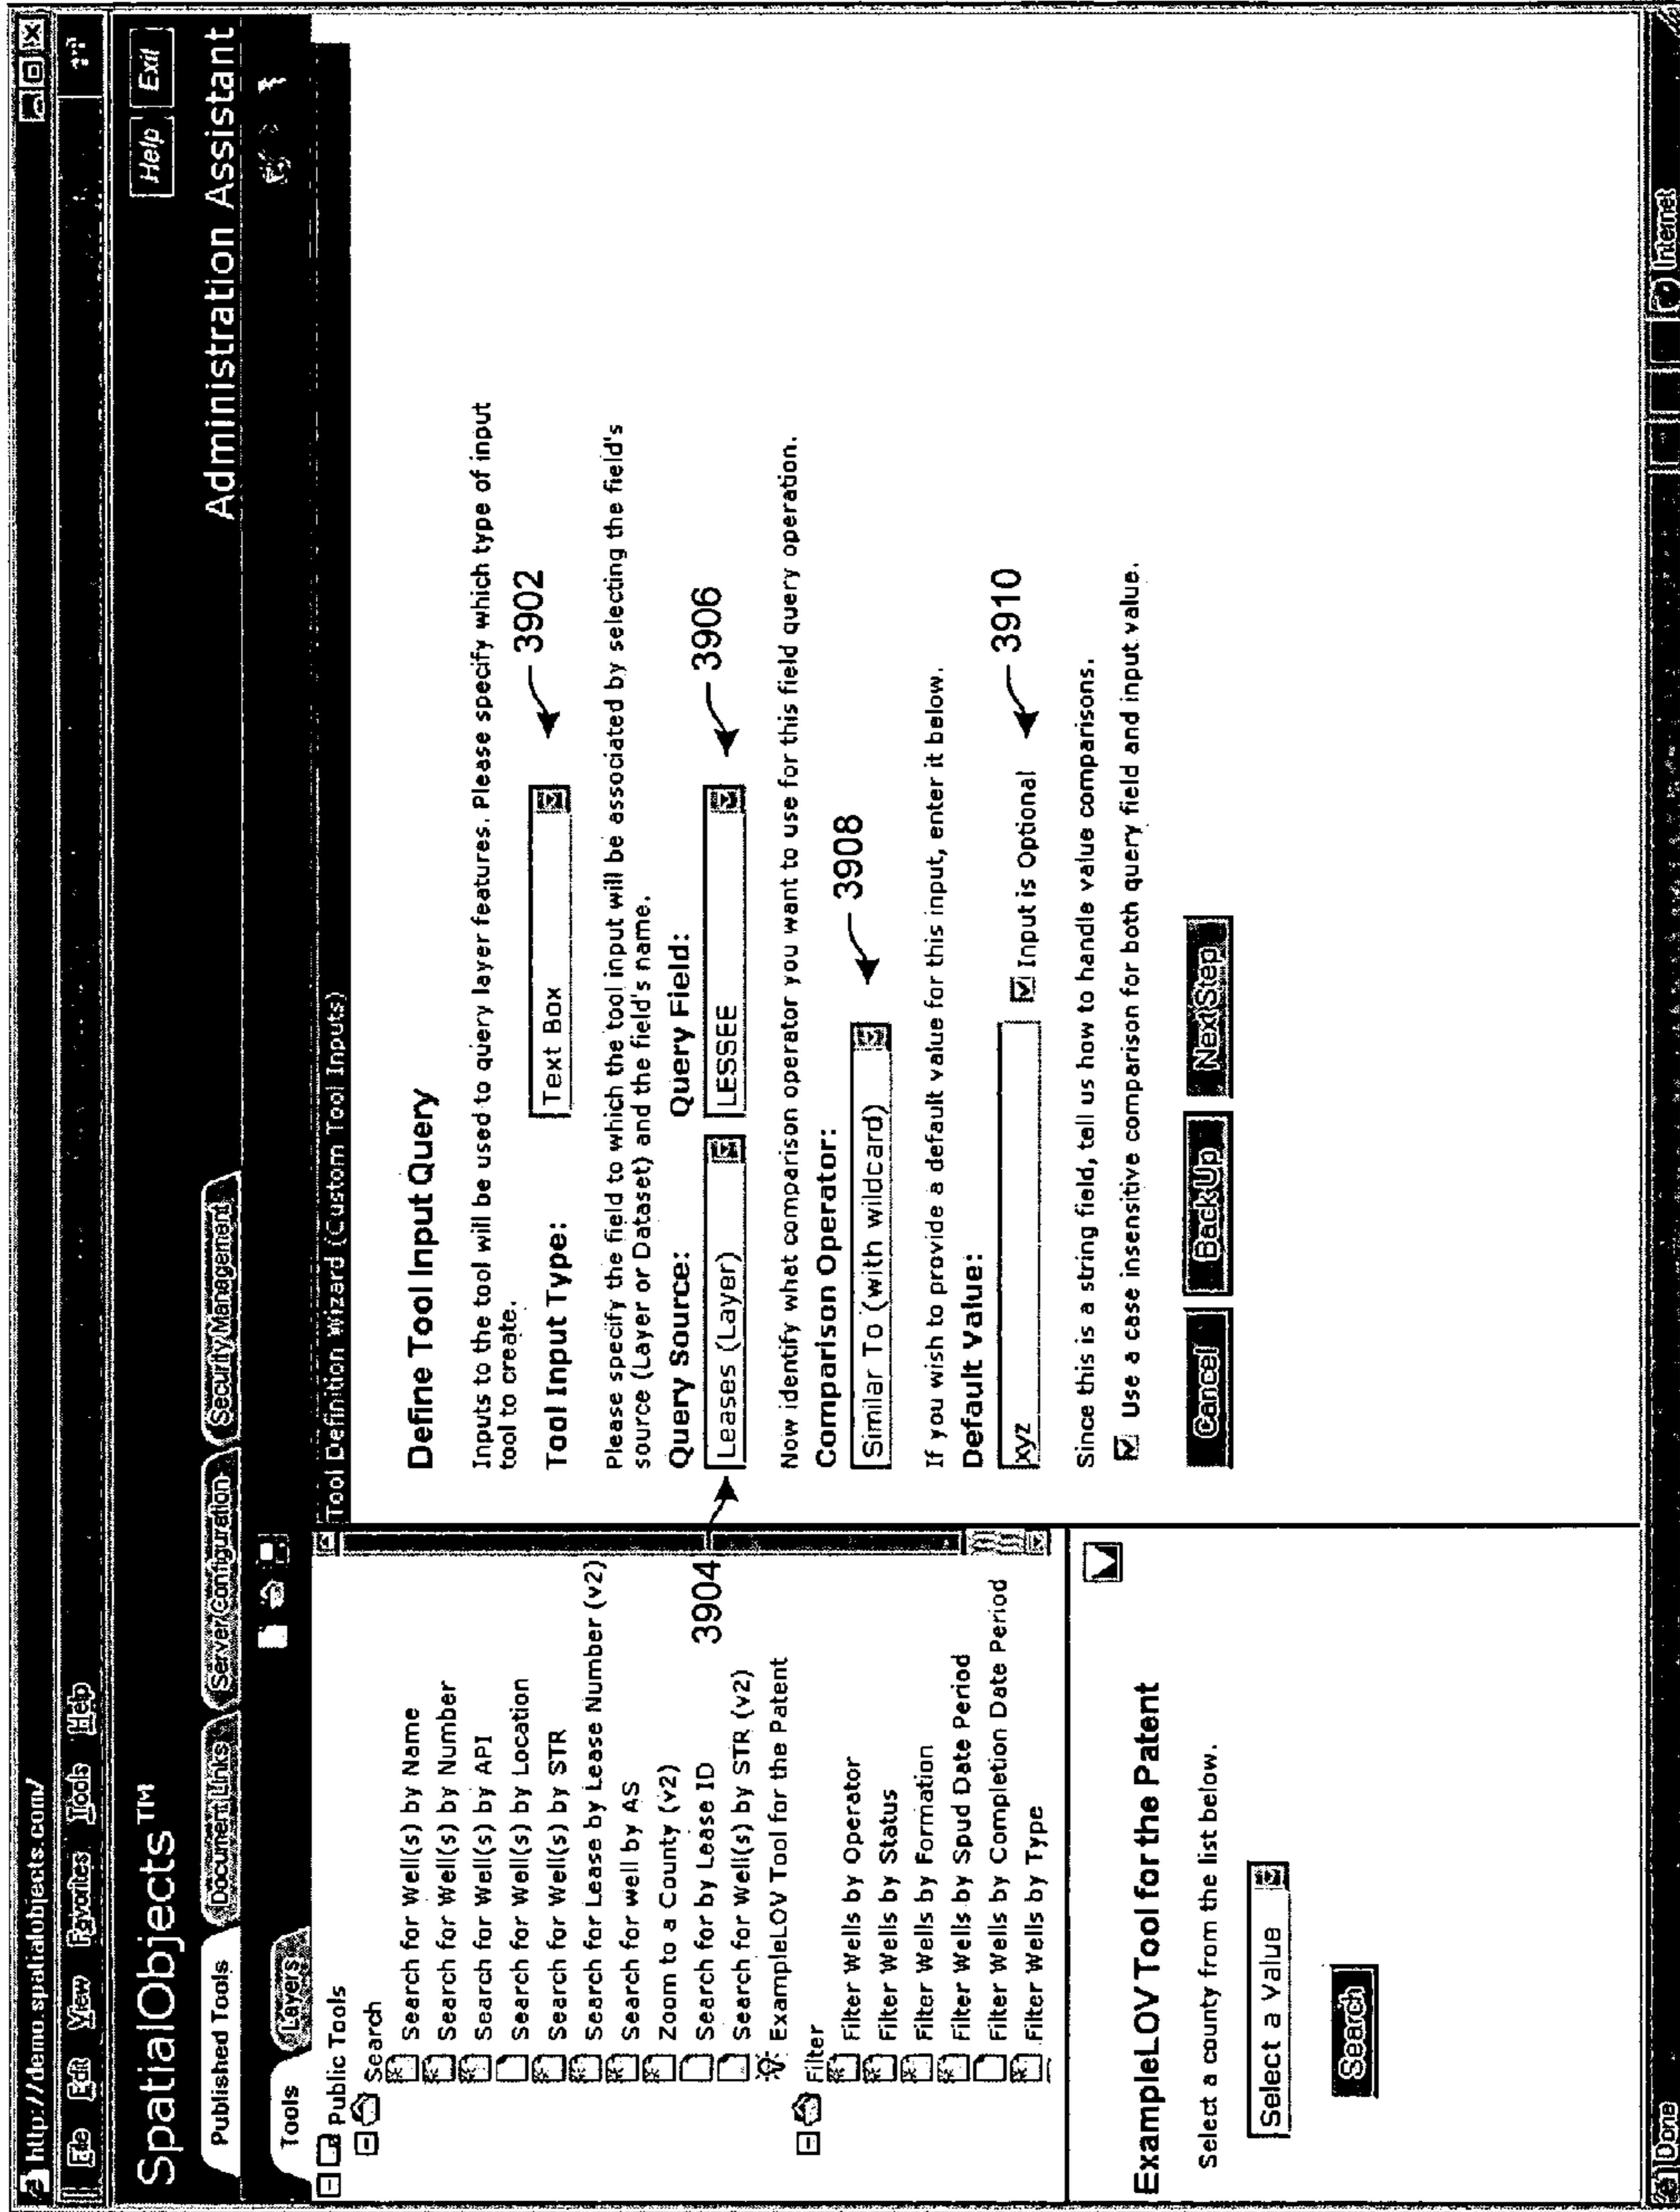 http://demo.spatialobjects.com/
File Edit View Favorites Tools Help
SpatialObjects™
Help Exit
Published Tools Document Links Server Configuration Security Management
Administration Assistant
Tools Layers
Public Tools
Search
Search for Well(s) by Name
Search for Well(s) by Number
Search for Well(s) by API
Search for Well(s) by Location
Search for Well(s) by STR
Search for Lease by Lease Number (v2)
Search for well by AS
Zoom to a County (v2)
Search for by Lease ID
Search for Well(s) by STR (v2)
ExampleLOV Tool for the Patent
Filter
Filter Wells by Operator
Filter Wells by Status
Filter Wells by Formation
Filter Wells by Spud Date Period
Filter Wells by Completion Date Period
Filter Wells by Type
3904
ExampleLOV Tool for the Patent
Select a county from the list below.
Select a Value
Search
Tool Definition Wizard (Custom Tool Inputs)
Define Tool Input Query
Inputs to the tool will be used to query layer features. Please specify which type of input
tool to create.
Tool Input Type: Text Box 3902
Please specify the field to which the tool input will be associated by selecting the field's
source (Layer or Dataset) and the field's name.
Query Source: Query Field:
Leases (Layer) LESSEE 3906
Now identify what comparison operator you want to use for this field query operation.
Comparison Operator:
Similar To (with wildcard) 3908
If you wish to provide a default value for this input, enter it below.
Default Value:
xyz Input is Optional 3910
Since this is a string field, tell us how to handle value comparisons.
Use a case insensitive comparison for both query field and input value.
Cancel BackUp NextStep
Done Internet